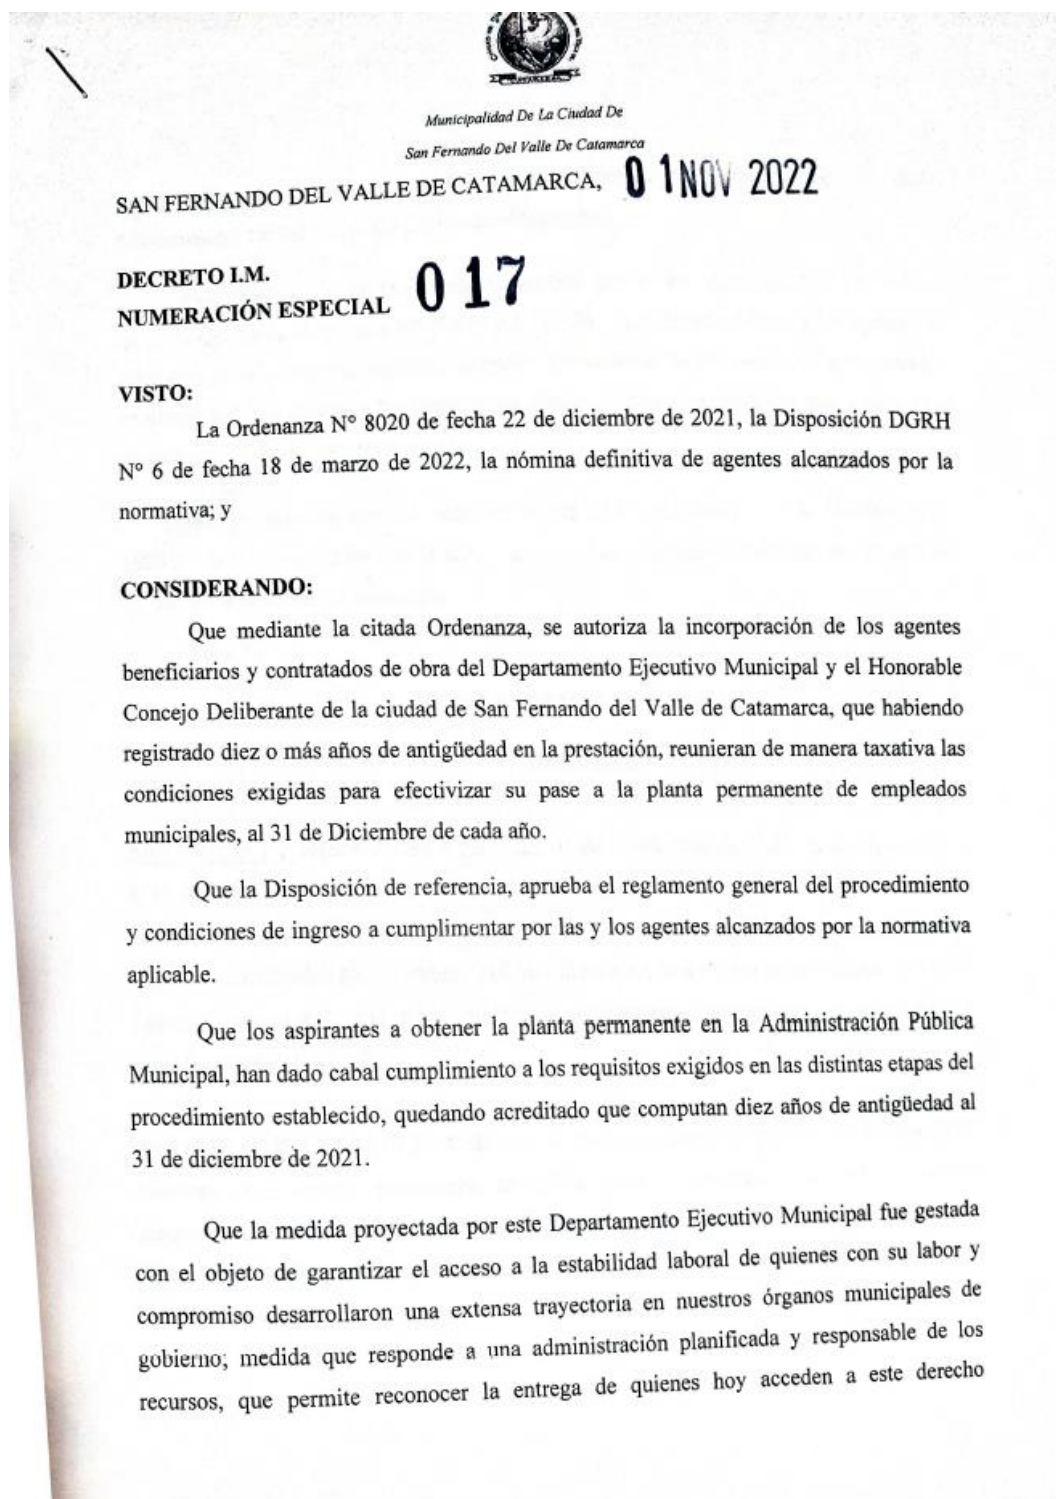 Municipalidad De La Ciudad De
San Fernando Del Valle De Catamarca
SAN FERNANDO DEL VALLE DE CATAMARCA, 0 1 NOV 2022
DECRETO I.M.
NUMERACIÓN ESPECIAL 0 1 7
VISTO:
La Ordenanza Nº 8020 de fecha 22 de diciembre de 2021, la Disposición DGRH
Nº 6 de fecha 18 de marzo de 2022, la nómina definitiva de agentes alcanzados por la
normativa; y
CONSIDERANDO:
Que mediante la citada Ordenanza, se autoriza la incorporación de los agentes
beneficiarios y contratados de obra del Departamento Ejecutivo Municipal y el Honorable
Concejo Deliberante de la ciudad de San Fernando del Valle de Catamarca, que habiendo
registrado diez o más años de antigüedad en la prestación, reunieran de manera taxativa las
condiciones exigidas para efectivizar su pase a la planta permanente de empleados
municipales, al 31 de Diciembre de cada año.
Que la Disposición de referencia, aprueba el reglamento general del procedimiento
y condiciones de ingreso a cumplimentar por las y los agentes alcanzados por la normativa
aplicable.
Que los aspirantes a obtener la planta permanente en la Administración Pública
Municipal, han dado cabal cumplimiento a los requisitos exigidos en las distintas etapas del
procedimiento establecido, quedando acreditado que computan diez años de antigüedad al
31 de diciembre de 2021.
Que la medida proyectada por este Departamento Ejecutivo Municipal fue gestada
con el objeto de garantizar el acceso a la estabilidad laboral de quienes con su labor y
compromiso desarrollaron una extensa trayectoria en nuestros órganos municipales de
gobierno; medida que responde a una administración planificada y responsable de los
recursos, que permite reconocer la entrega de quienes hoy acceden a este derecho